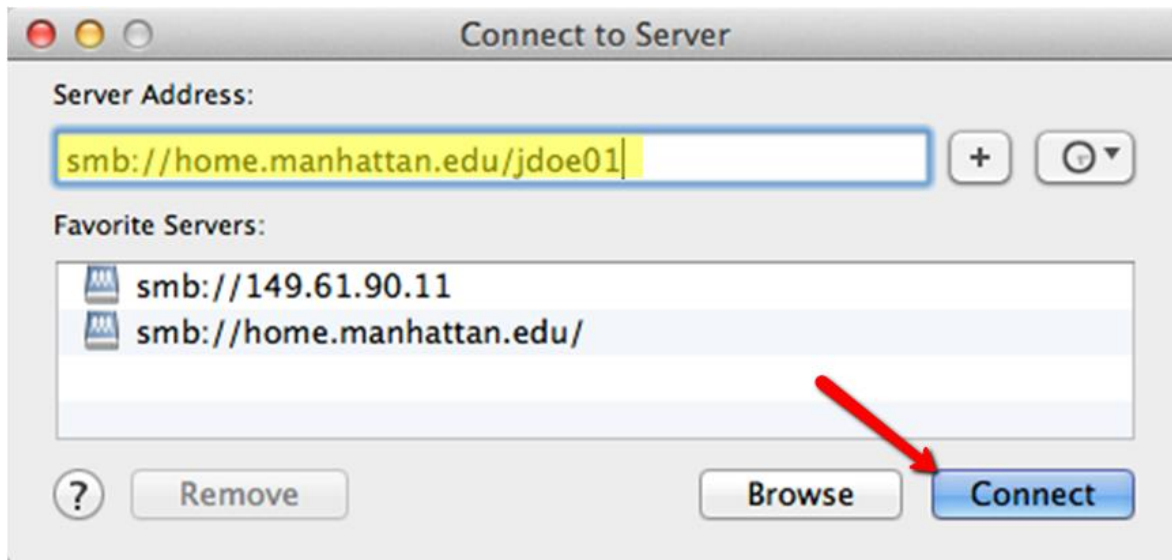 Connect to Server
Server Address:
smb://home.manhattan.edu/jdoe01
+
Favorite Servers:
smb://149.61.90.11
smb://home.manhattan.edu/
? Remove Browse Connect